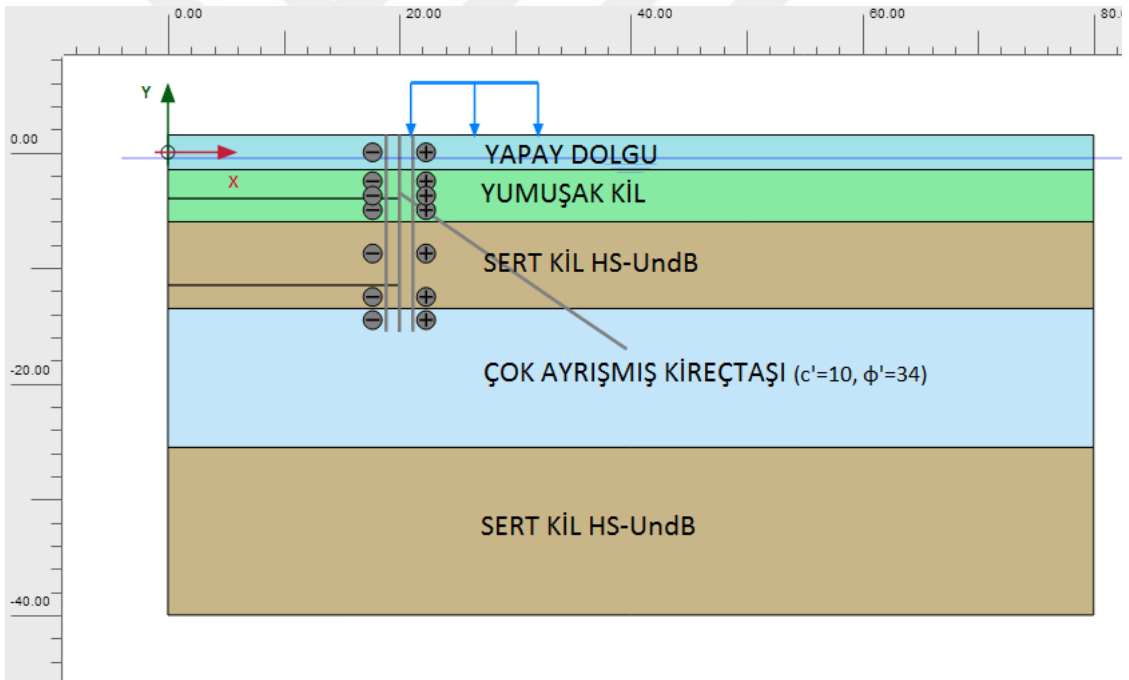 0.00 20.00 40.00 60.00 80.0
Y
0.00
YAPAY DOLGU
X
YUMUŞAK KİL
SERT KİL HS-UndB
-20.00
ÇOK AYRIŞMIŞ KİREÇTAŞI (c'=10, ϕ'=34)
SERT KİL HS-UndB
-40.00